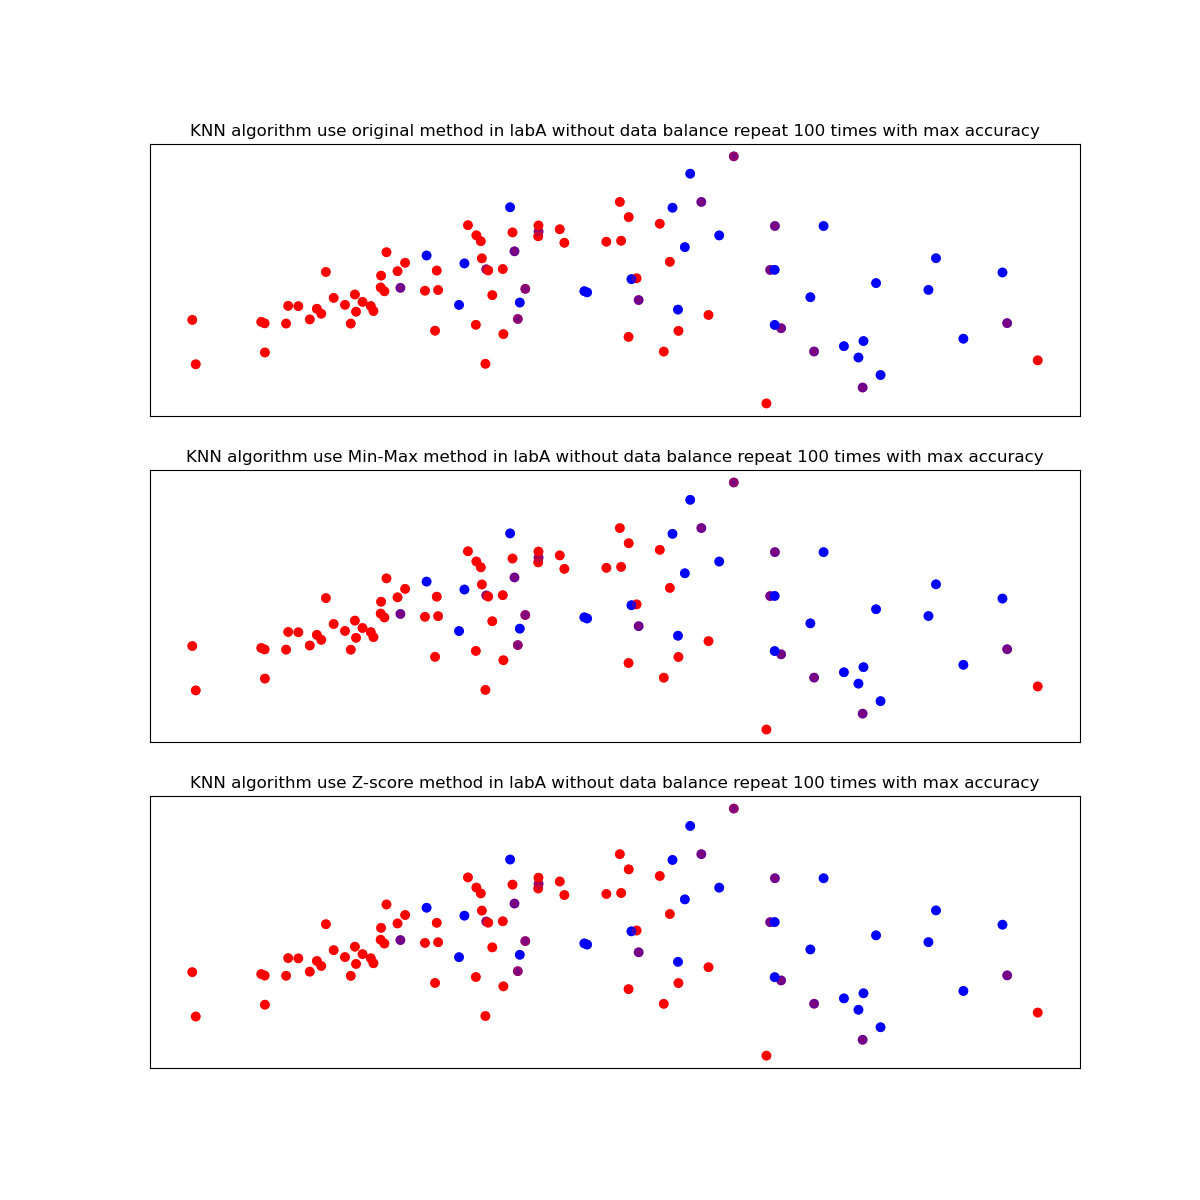 KNN algorithm use original method in labA without data balance repeat 100 times with max accuracy
KNN algorithm use Min-Max method in labA without data balance repeat 100 times with max accuracy
KNN algorithm use Z-score method in labA without data balance repeat 100 times with max accuracy